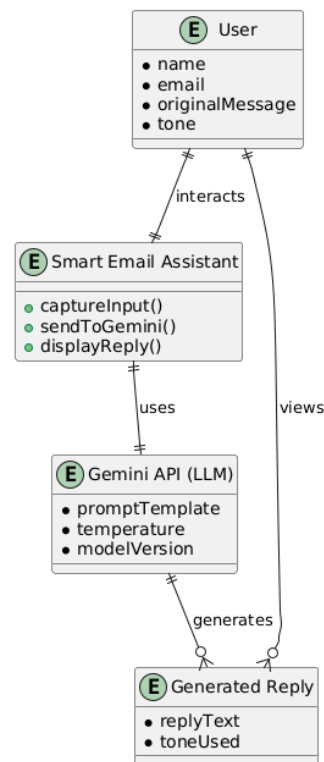 E User
name
email
originalMessage
tone
interacts
E Smart Email Assistant
captureInput()
sendToGemini()
displayReply()
uses
views
E Gemini API (LLM)
promptTemplate
temperature
modelVersion
generates
E Generated Reply
replyText
toneUsed